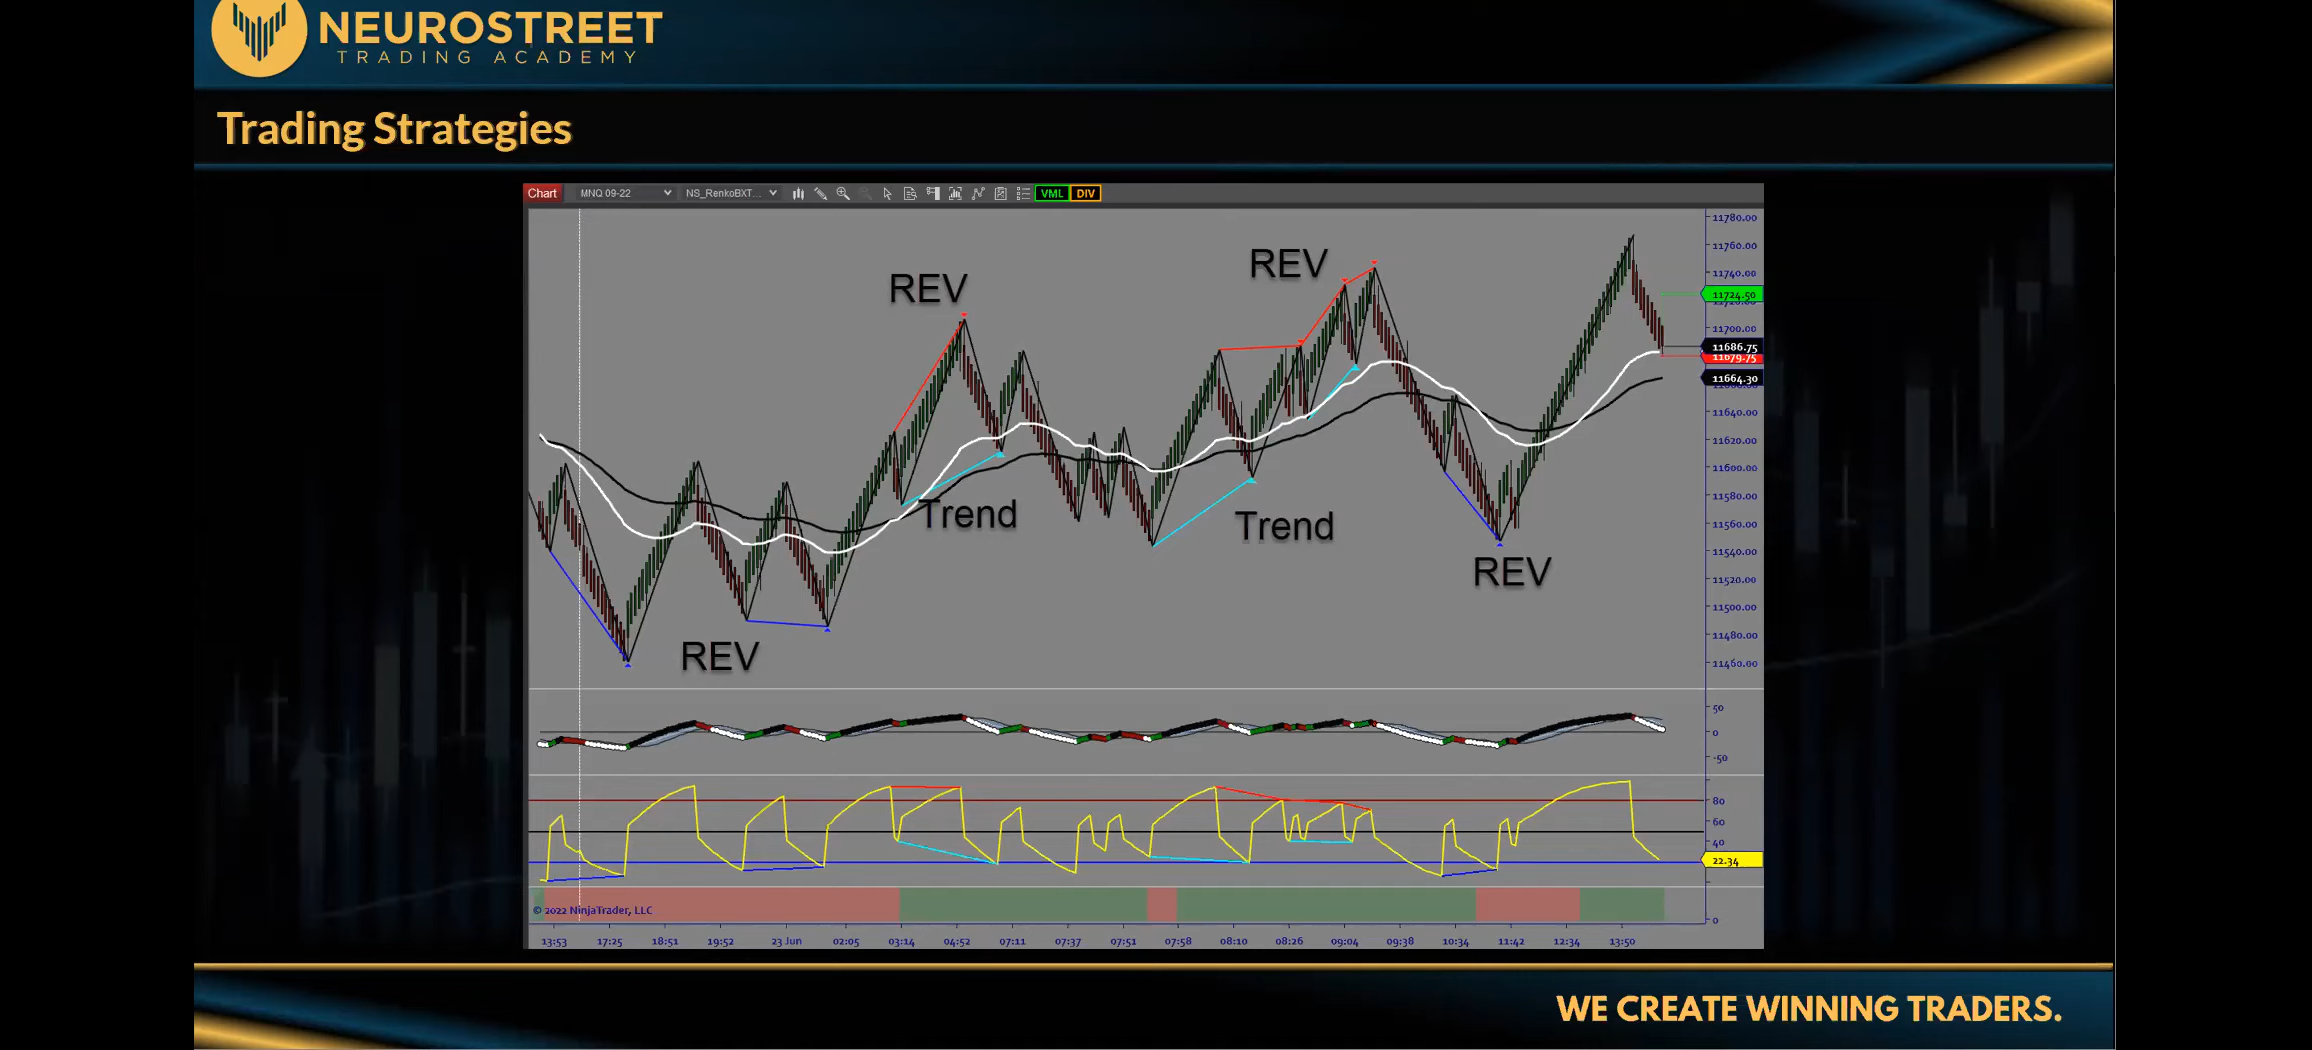 NEUROSTREET
TRADING ACADEMY
Trading Strategies
Chart MNQ 09-22 NS_RenkoBXT... VML DIV
REV
REV
Trend
Trend
REV
REV
11780.00
11760.00
11740.00
11724.50
11700.00
11686.75
11679.75
11664.30
11640.00
11620.00
11600.00
11580.00
11560.00
11540.00
11520.00
11500.00
11480.00
11460.00
50
0
-50
80
60
40
22.34
0
© 2022 NinjaTrader, LLC
13:53 17:25 18:51 19:52 23 Jun 02:05 03:14 04:52 07:11 07:37 07:51 07:58 08:10 08:26 09:04 09:38 10:34 11:42 12:34 13:50
WE CREATE WINNING TRADERS.